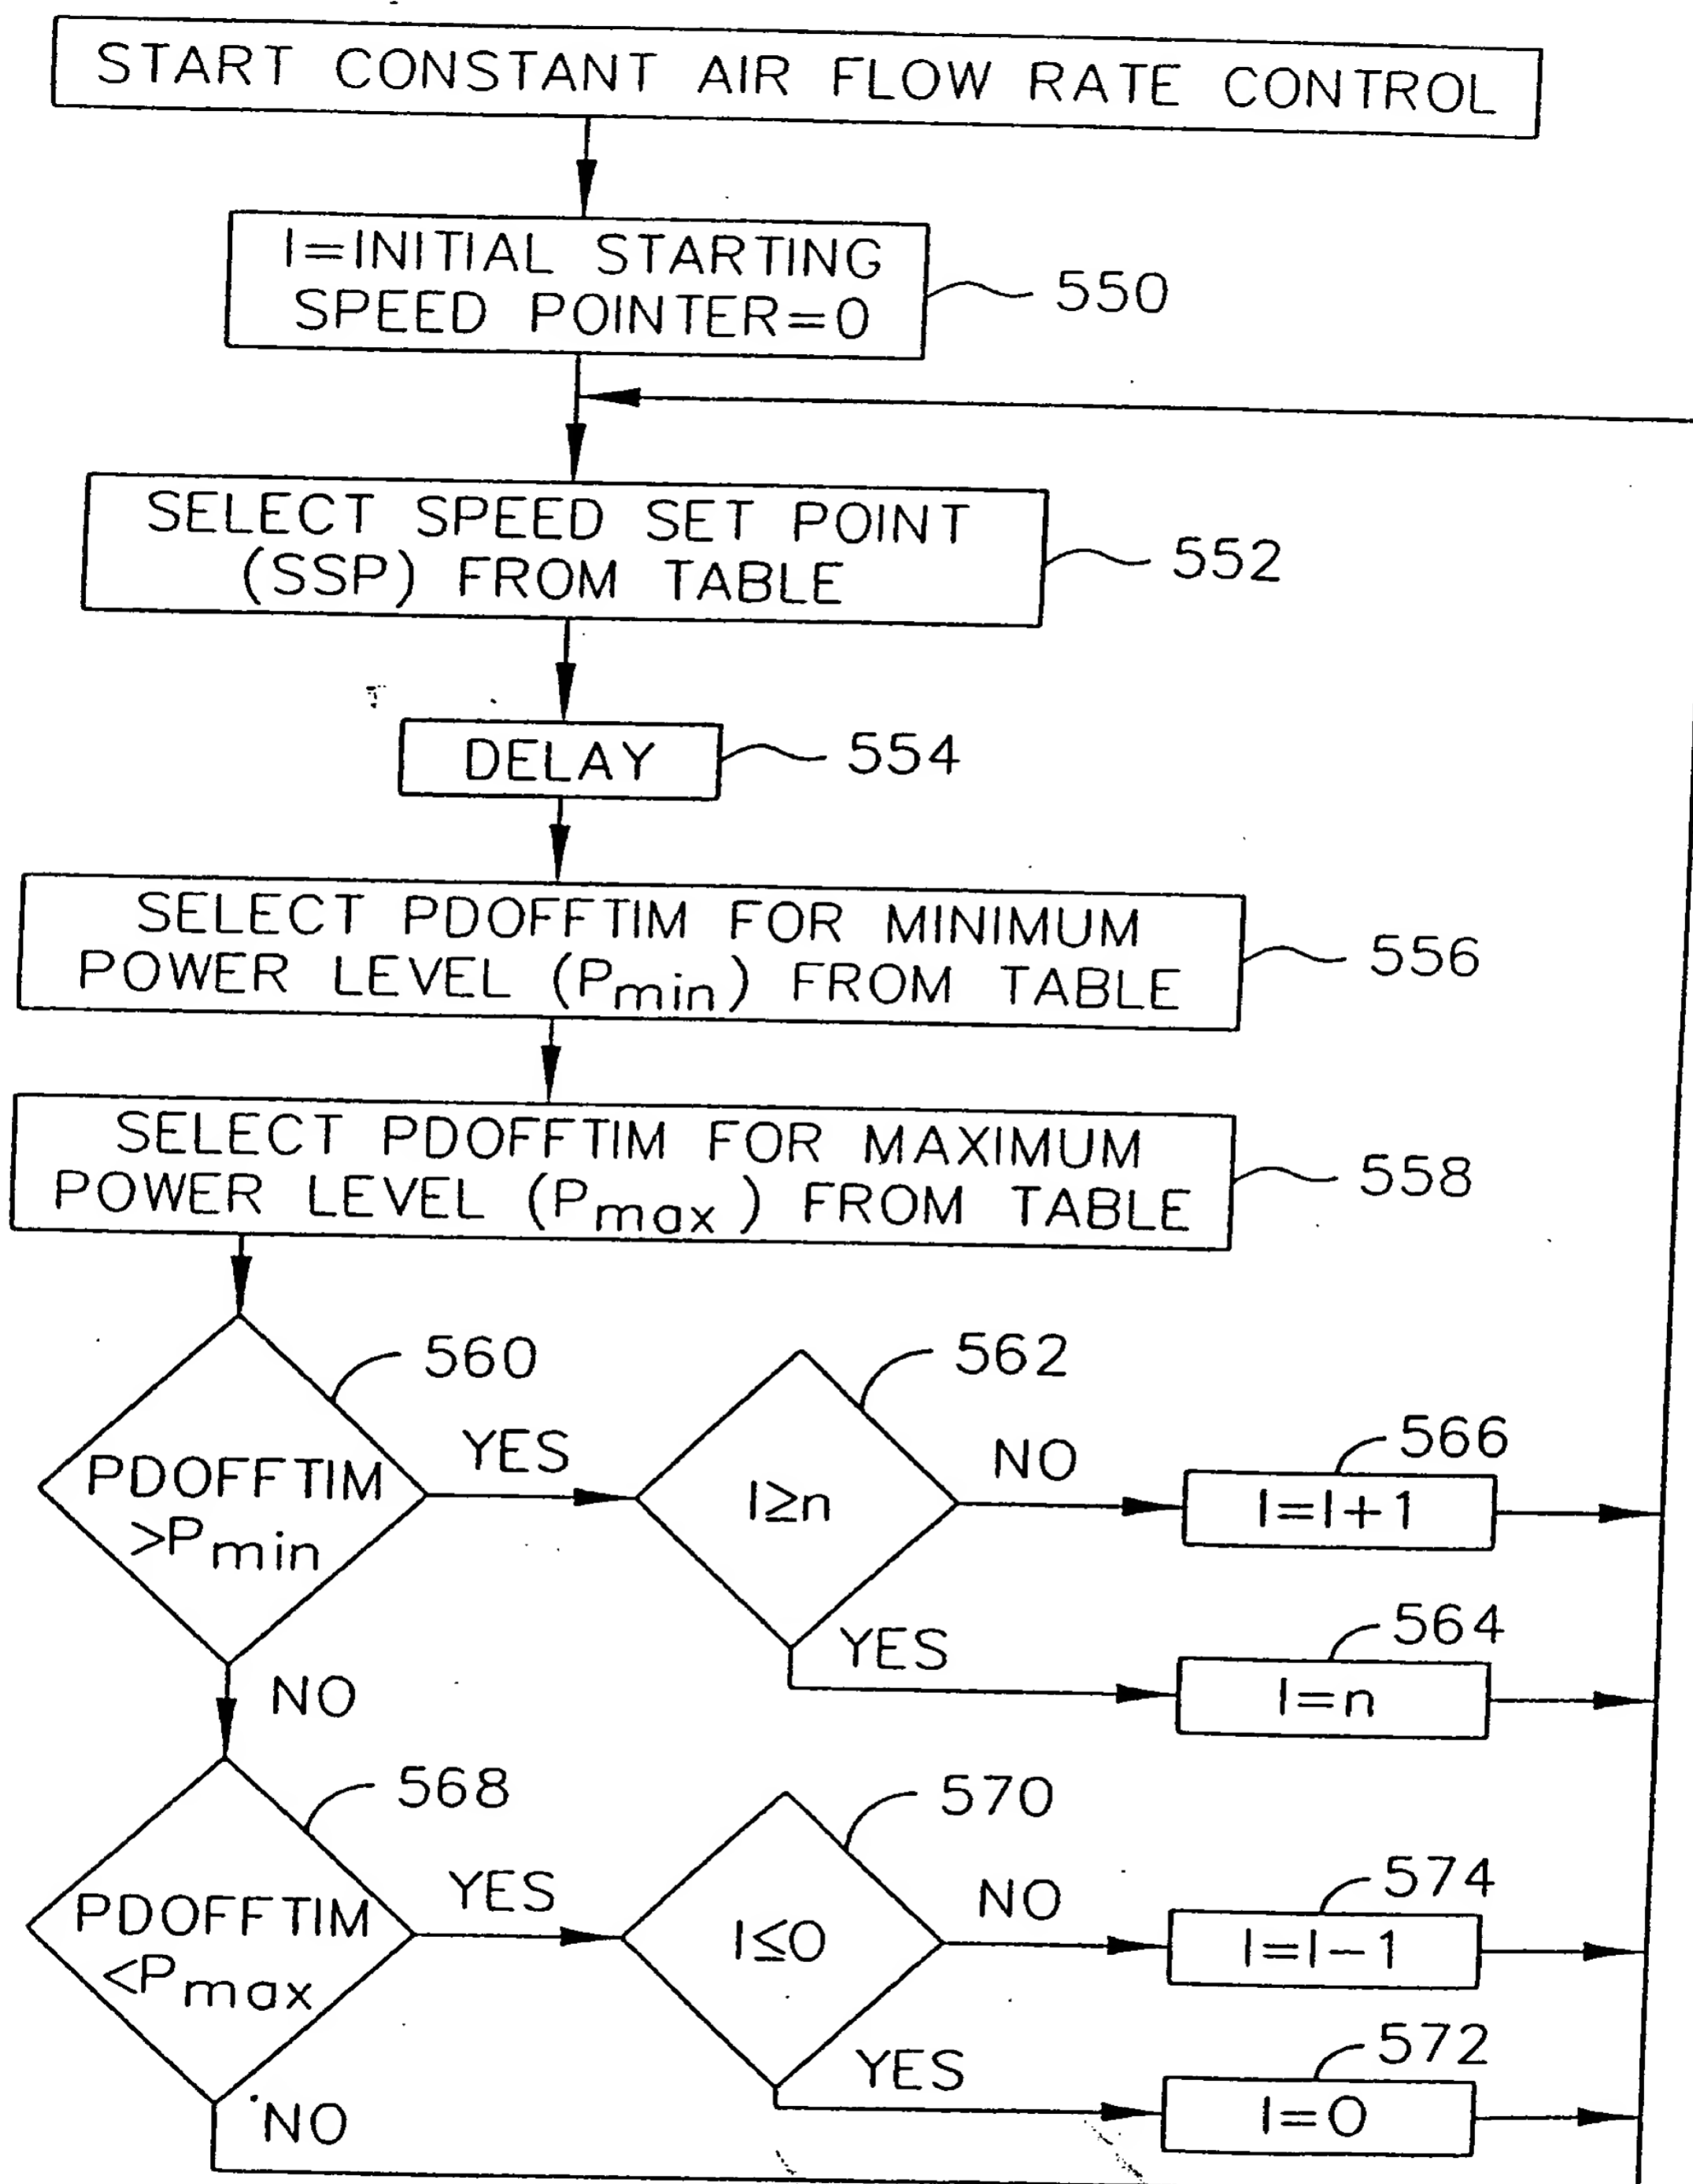 START CONSTANT AIR FLOW RATE CONTROL
I=INITIAL STARTING
SPEED POINTER=0
550
SELECT SPEED SET POINT
(SSP) FROM TABLE
552
DELAY
554
SELECT PDOFFTIM FOR MINIMUM
POWER LEVEL (Pmin) FROM TABLE
556
SELECT PDOFFTIM FOR MAXIMUM
POWER LEVEL (Pmax) FROM TABLE
558
560
PDOFFTIM
>Pmin
YES
562
I≥n
NO
566
I=I+1
YES
564
I=n
NO
568
PDOFFTIM
<Pmax
YES
570
I≤0
NO
574
I=I-1
YES
572
I=0
NO